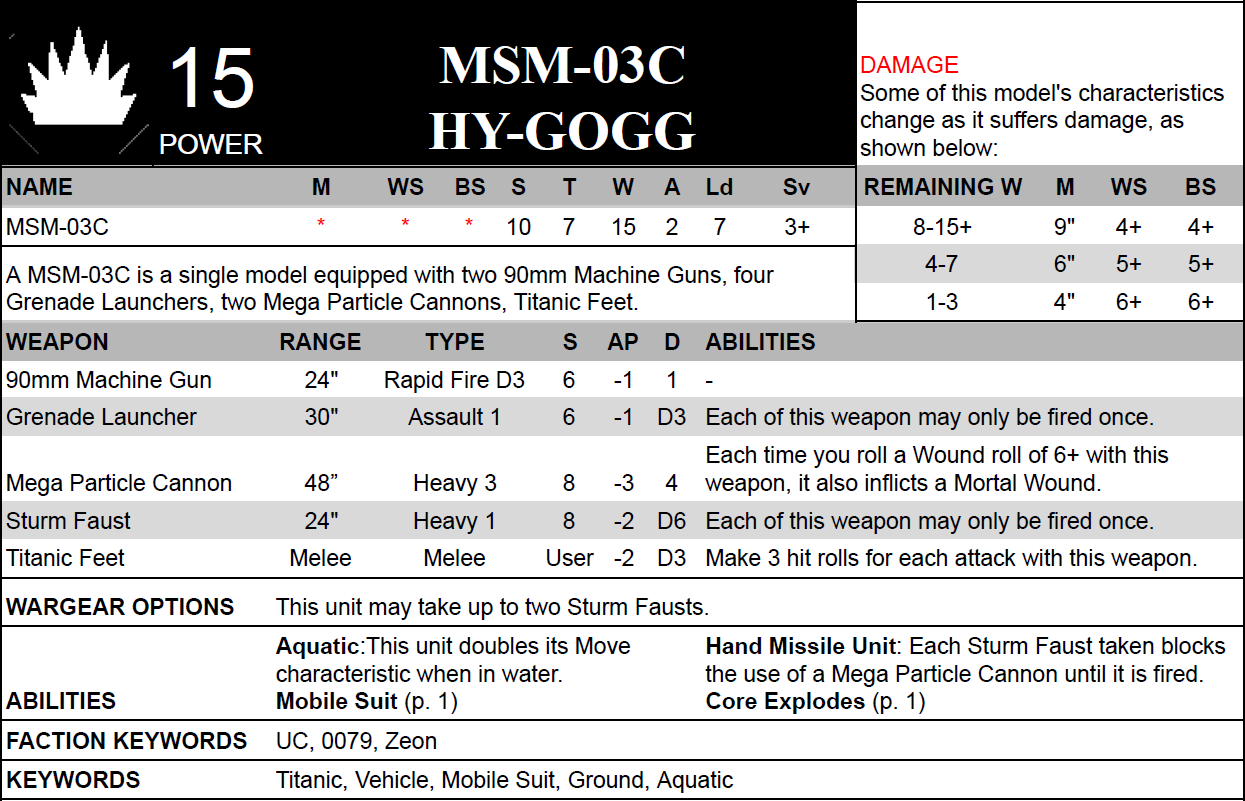 15
POWER
MSM-03C
HY-GOGG
DAMAGE
Some of this model's characteristics
change as it suffers damage, as
shown below:
NAME M WS BS S T W A Ld Sv
MSM-03C * * * 10 7 15 2 7 3+
REMAINING W M WS BS
8-15+ 9" 4+ 4+
4-7 6" 5+ 5+
1-3 4" 6+ 6+
A MSM-03C is a single model equipped with two 90mm Machine Guns, four
Grenade Launchers, two Mega Particle Cannons, Titanic Feet.
WEAPON RANGE TYPE S AP D ABILITIES
90mm Machine Gun 24" Rapid Fire D3 6 -1 1 -
Grenade Launcher 30" Assault 1 6 -1 D3 Each of this weapon may only be fired once.
Mega Particle Cannon 48” Heavy 3 8 -3 4 Each time you roll a Wound roll of 6+ with this
weapon, it also inflicts a Mortal Wound.
Sturm Faust 24" Heavy 1 8 -2 D6 Each of this weapon may only be fired once.
Titanic Feet Melee Melee User -2 D3 Make 3 hit rolls for each attack with this weapon.
WARGEAR OPTIONS This unit may take up to two Sturm Fausts.
ABILITIES
Aquatic:This unit doubles its Move
characteristic when in water.
Mobile Suit (p. 1)
Hand Missile Unit: Each Sturm Faust taken blocks
the use of a Mega Particle Cannon until it is fired.
Core Explodes (p. 1)
FACTION KEYWORDS UC, 0079, Zeon
KEYWORDS Titanic, Vehicle, Mobile Suit, Ground, Aquatic